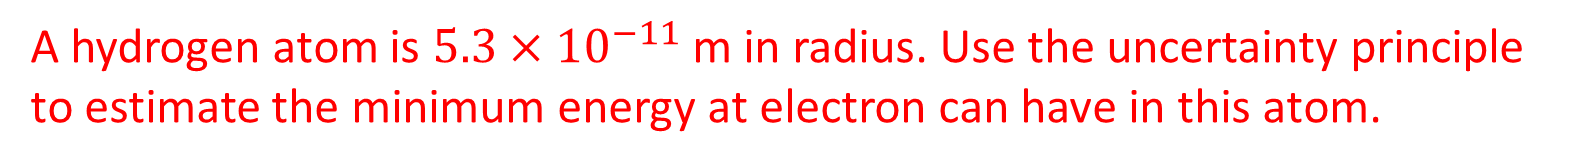 A hydrogen atom is 5.3 × 10⁻¹¹ m in radius. Use the uncertainty principle
to estimate the minimum energy at electron can have in this atom.